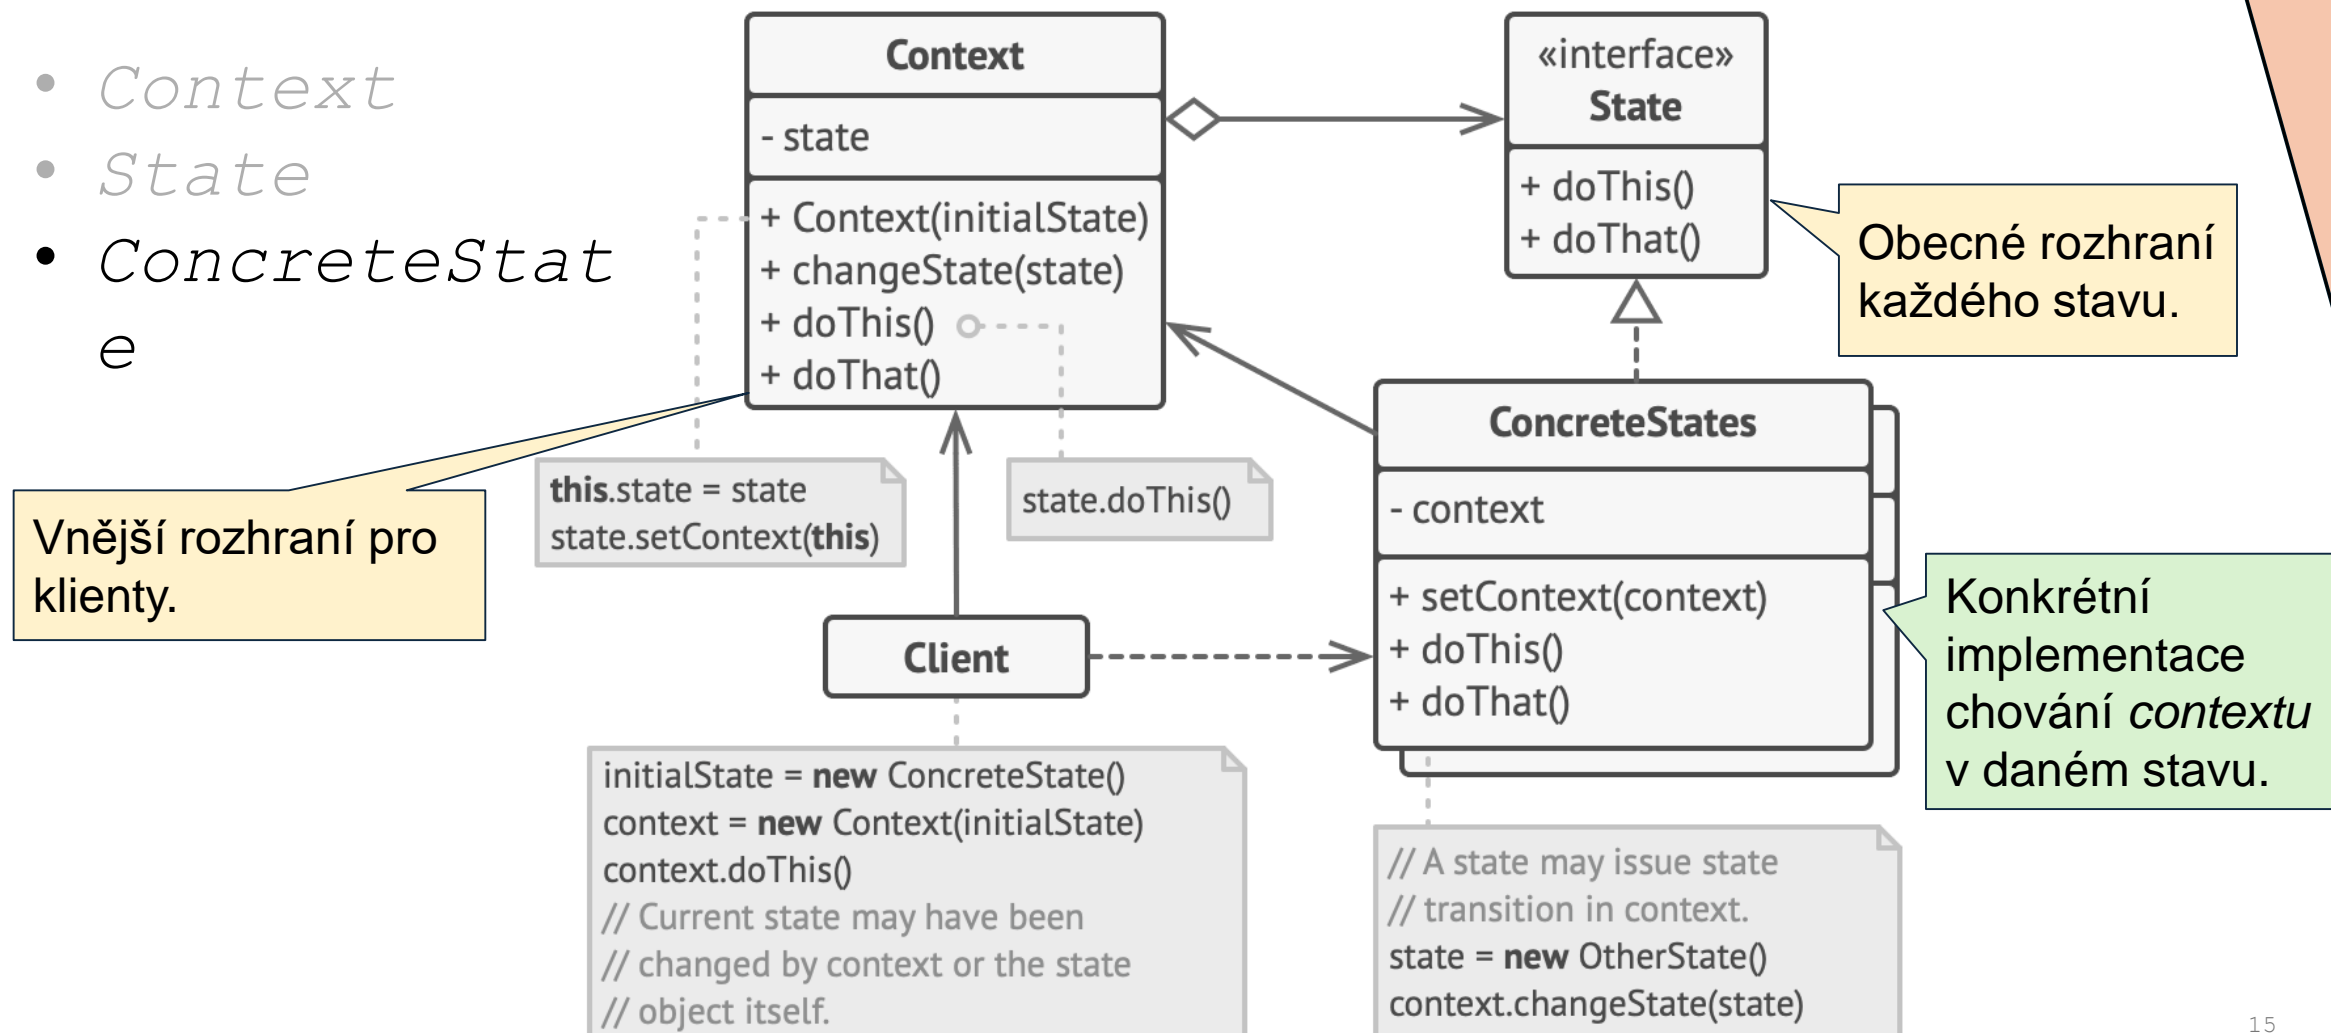 • Context
• State
• ConcreteStat
e
Context
- state
+ Context(initialState)
+ changeState(state)
+ doThis()
+ doThat()
«interface»
State
+ doThis()
+ doThat()
Obecné rozhraní
každého stavu.
Vnější rozhraní pro
klienty.
this.state = state
state.setContext(this)
state.doThis()
ConcreteStates
- context
+ setContext(context)
+ doThis()
+ doThat()
Konkrétní
implementace
chování contextu
v daném stavu.
Client
initialState = new ConcreteState()
context = new Context(initialState)
context.doThis()
// Current state may have been
// changed by context or the state
// object itself.
// A state may issue state
// transition in context.
state = new OtherState()
context.changeState(state)
15